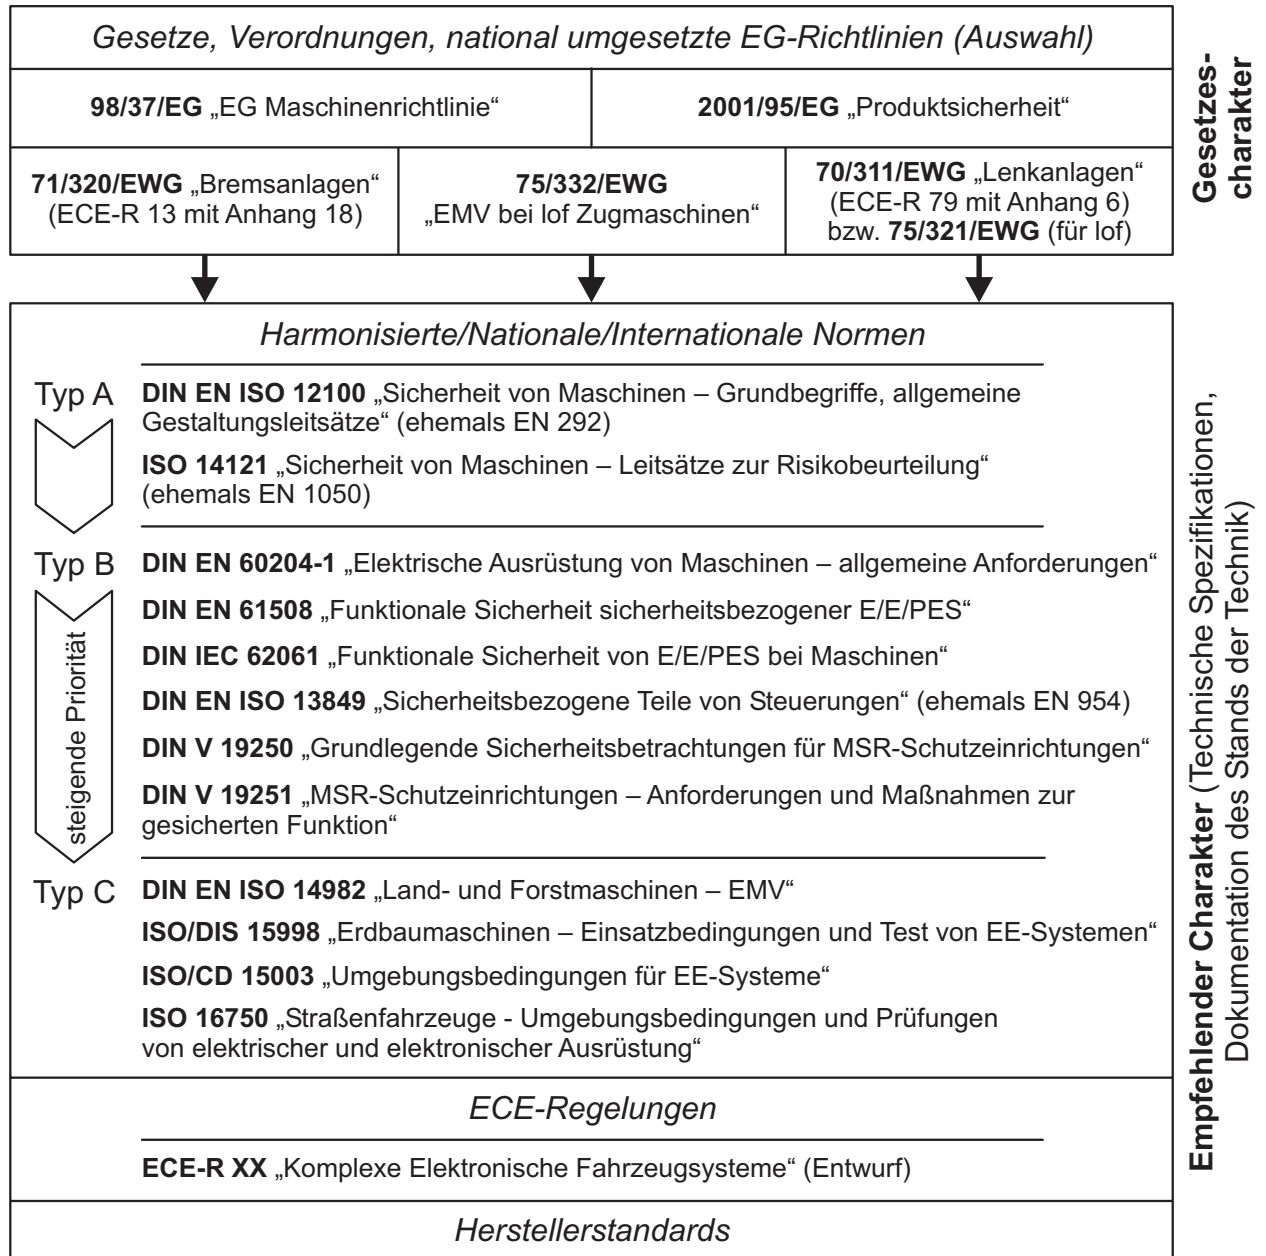 Gesetze, Verordnungen, national umgesetzte EG-Richtlinien (Auswahl)
98/37/EG „EG Maschinenrichtlinie“
2001/95/EG „Produktsicherheit“
71/320/EWG „Bremsanlagen“
(ECE-R 13 mit Anhang 18)
75/332/EWG
„EMV bei lof Zugmaschinen“
70/311/EWG „Lenkanlagen“
(ECE-R 79 mit Anhang 6)
bzw. 75/321/EWG (für lof)
Gesetzes-
charakter
Harmonisierte/Nationale/Internationale Normen
Typ A
DIN EN ISO 12100 „Sicherheit von Maschinen – Grundbegriffe, allgemeine
Gestaltungsleitsätze“ (ehemals EN 292)
ISO 14121 „Sicherheit von Maschinen – Leitsätze zur Risikobeurteilung“
(ehemals EN 1050)
Typ B
steigende Priorität
DIN EN 60204-1 „Elektrische Ausrüstung von Maschinen – allgemeine Anforderungen“
DIN EN 61508 „Funktionale Sicherheit sicherheitsbezogener E/E/PES“
DIN IEC 62061 „Funktionale Sicherheit von E/E/PES bei Maschinen“
DIN EN ISO 13849 „Sicherheitsbezogene Teile von Steuerungen“ (ehemals EN 954)
DIN V 19250 „Grundlegende Sicherheitsbetrachtungen für MSR-Schutzeinrichtungen“
DIN V 19251 „MSR-Schutzeinrichtungen – Anforderungen und Maßnahmen zur
gesicherten Funktion“
Typ C
DIN EN ISO 14982 „Land- und Forstmaschinen – EMV“
ISO/DIS 15998 „Erdbaumaschinen – Einsatzbedingungen und Test von EE-Systemen“
ISO/CD 15003 „Umgebungsbedingungen für EE-Systeme“
ISO 16750 „Straßenfahrzeuge - Umgebungsbedingungen und Prüfungen
von elektrischer und elektronischer Ausrüstung“
ECE-Regelungen
ECE-R XX „Komplexe Elektronische Fahrzeugsysteme“ (Entwurf)
Herstellerstandards
Empfehlender Charakter (Technische Spezifikationen,
Dokumentation des Stands der Technik)